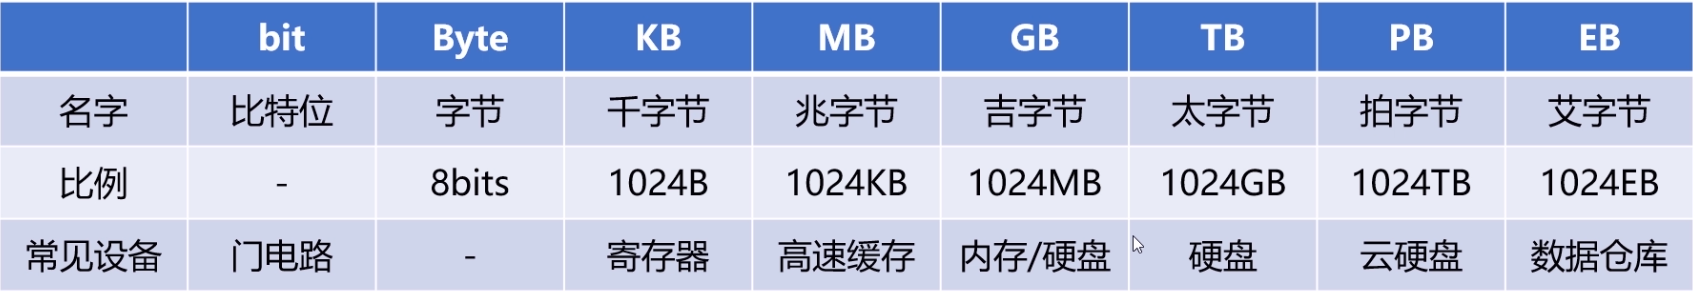 bit Byte KB MB GB TB PB EB
名字 比特位 字节 千字节 兆字节 吉字节 太字节 拍字节 艾字节
比例 - 8bits 1024B 1024KB 1024MB 1024GB 1024TB 1024EB
常见设备 门电路 - 寄存器 高速缓存 内存/硬盘 硬盘 云硬盘 数据仓库